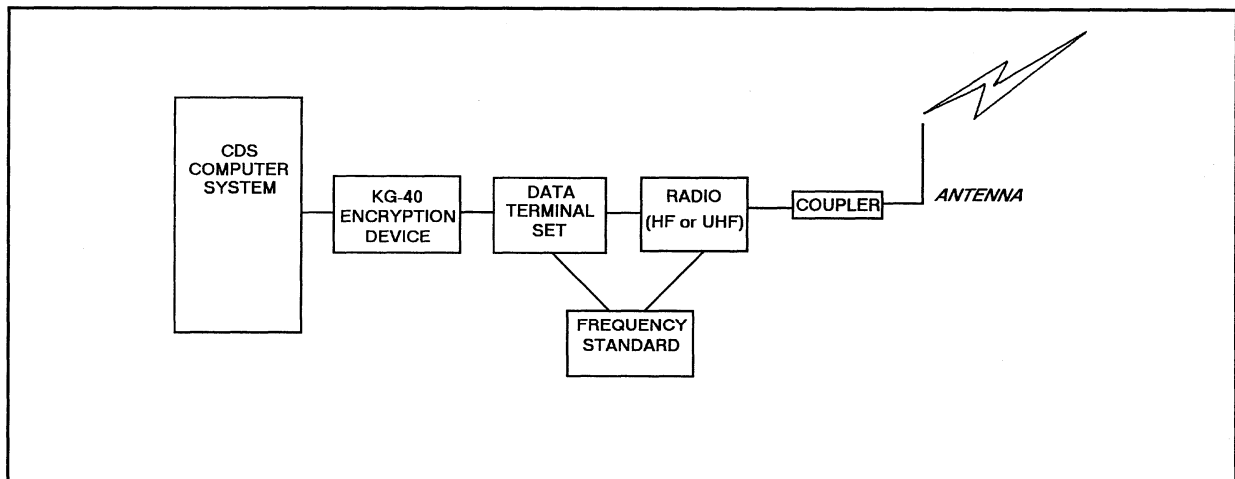 CDS
COMPUTER
SYSTEM
KG-40
ENCRYPTION
DEVICE
DATA
TERMINAL
SET
RADIO
(HF or UHF)
COUPLER
ANTENNA
FREQUENCY
STANDARD